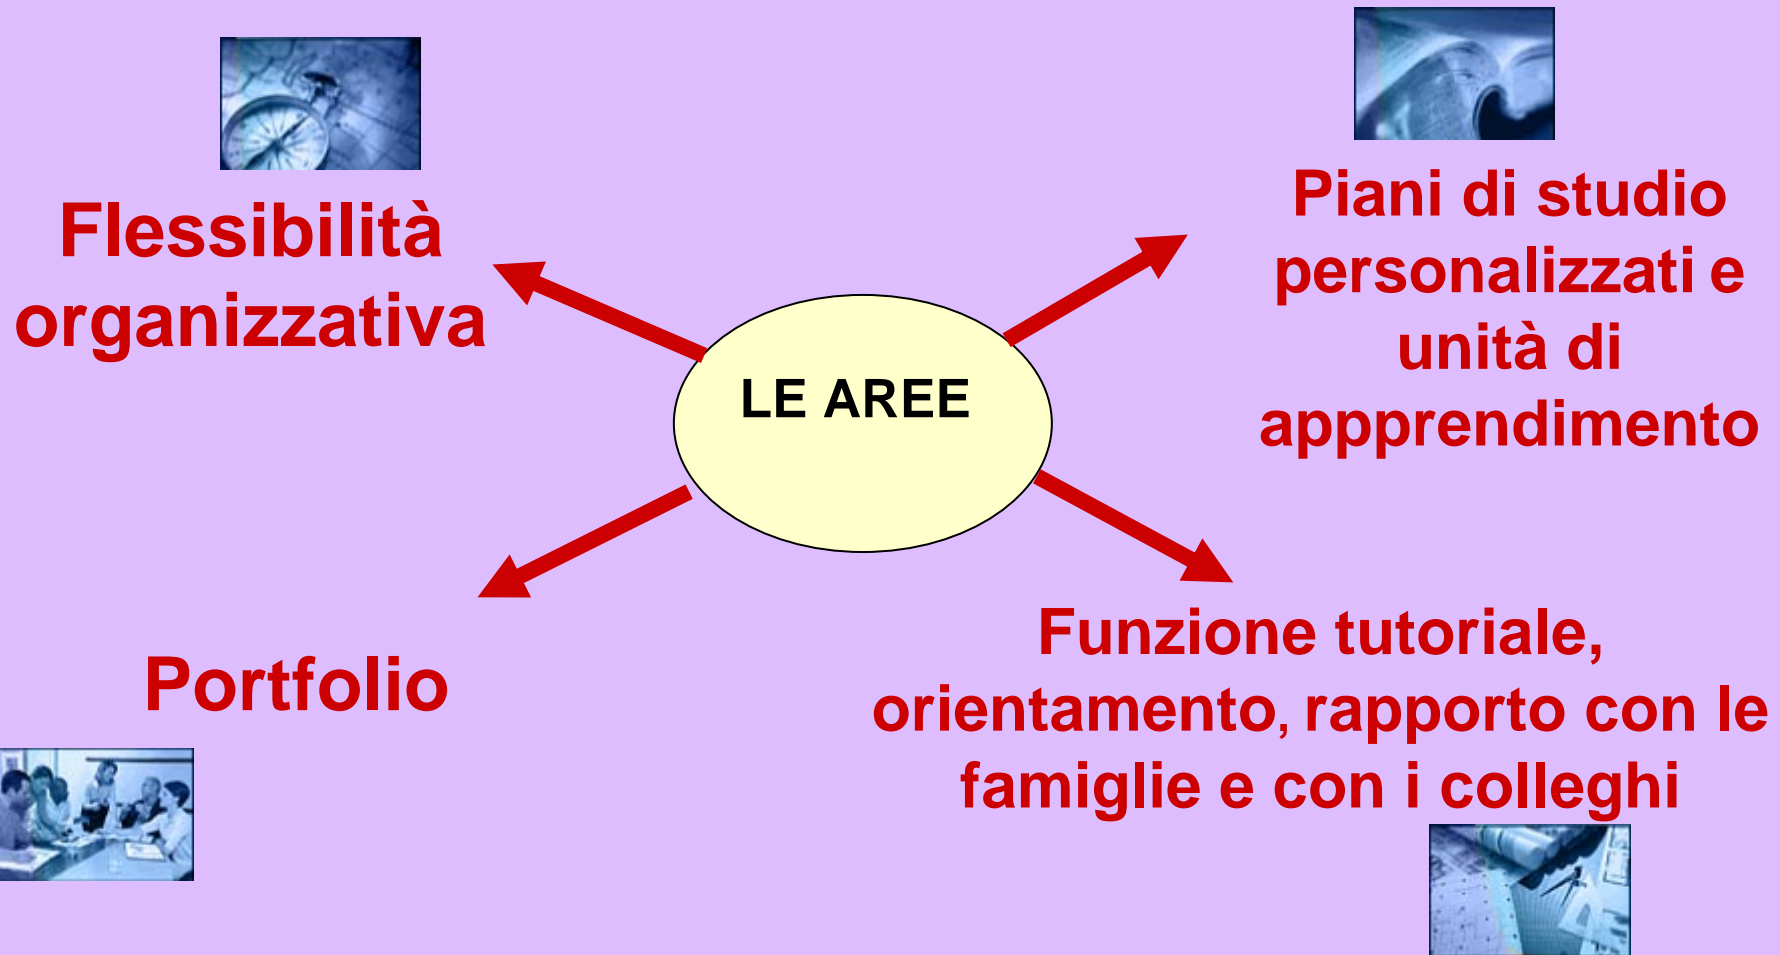 Flessibilità
organizzativa
Piani di studio
personalizzati e
unità di
appprendimento
LE AREE
Portfolio
Funzione tutoriale,
orientamento, rapporto con le
famiglie e con i colleghi